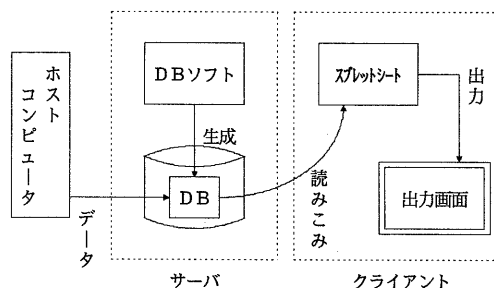 ホスト
コンピュータ
DBソフト
生成
DB
データ
サーバ
スプレットシート
読みこみ
出力
出力画面
クライアント